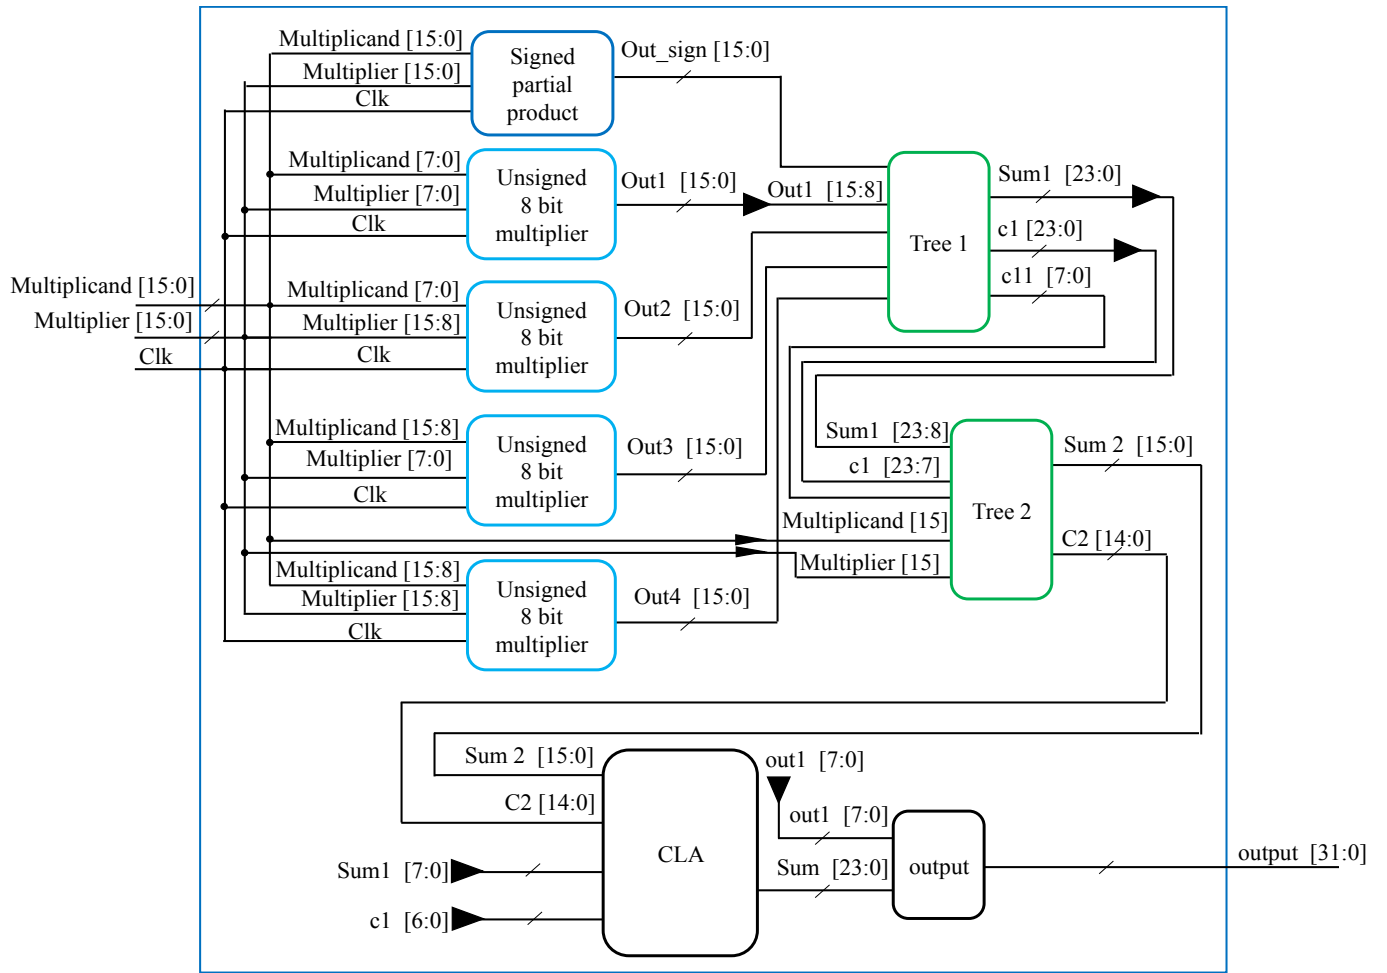 Multiplicand [15:0]
Multiplier [15:0]
Clk
Signed
partial
product
Out_sign [15:0]
Multiplicand [7:0]
Multiplier [7:0]
Clk
Unsigned
8 bit
multiplier
Out1 [15:0]
Out1 [15:8]
Tree 1
Sum1 [23:0]
c1 [23:0]
c11 [7:0]
Multiplicand [15:0]
Multiplier [15:0]
Clk
Multiplicand [7:0]
Multiplier [15:8]
Clk
Unsigned
8 bit
multiplier
Out2 [15:0]
Multiplicand [15:8]
Multiplier [7:0]
Clk
Unsigned
8 bit
multiplier
Out3 [15:0]
Sum1 [23:8]
c1 [23:7]
Multiplicand [15]
Multiplier [15]
Tree 2
Sum 2 [15:0]
C2 [14:0]
Multiplicand [15:8]
Multiplier [15:8]
Clk
Unsigned
8 bit
multiplier
Out4 [15:0]
Sum 2 [15:0]
C2 [14:0]
Sum1 [7:0]
c1 [6:0]
CLA
out1 [7:0]
out1 [7:0]
Sum [23:0]
output
output [31:0]